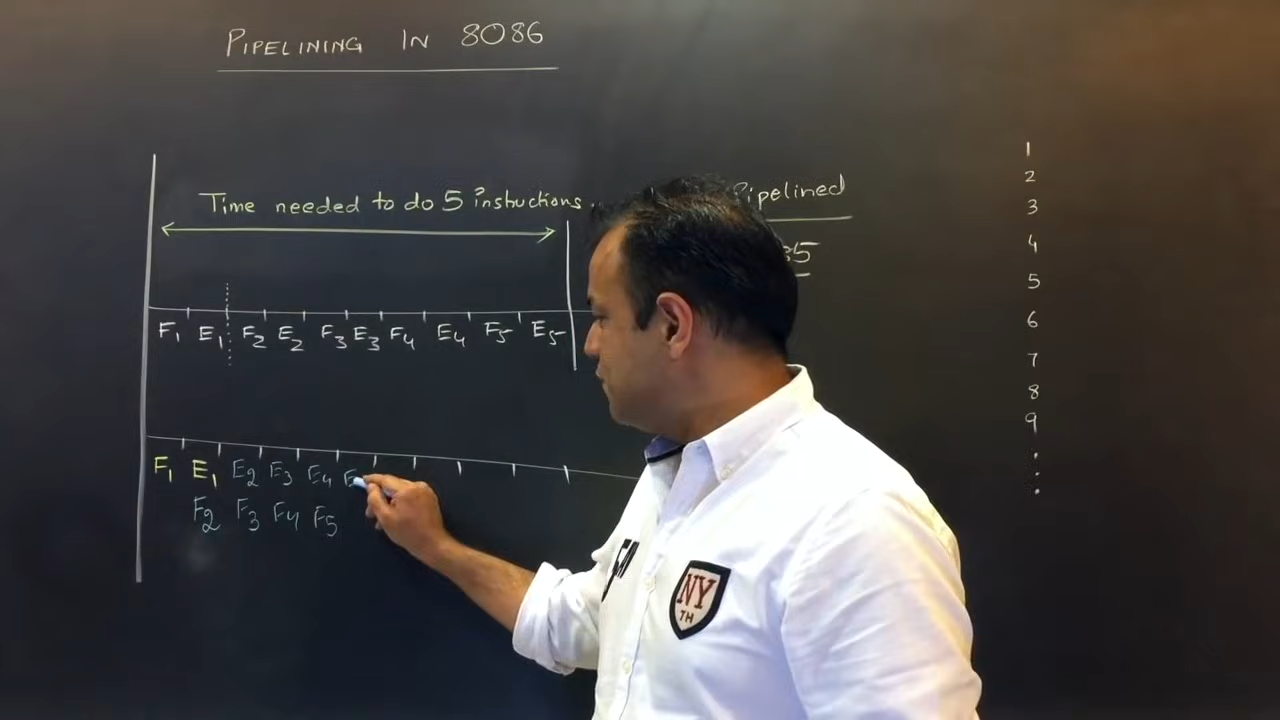 PIPELINING IN 8086
Time needed to do 5 instuctions..
Pipelined
85
F1 E1 F2 E2 F3 E3 F4 E4 F5 E5
F1 E1 E2 E3 E4
F2 F3 F4 F5
1
2
3
4
5
6
7
8
9
NY
TH